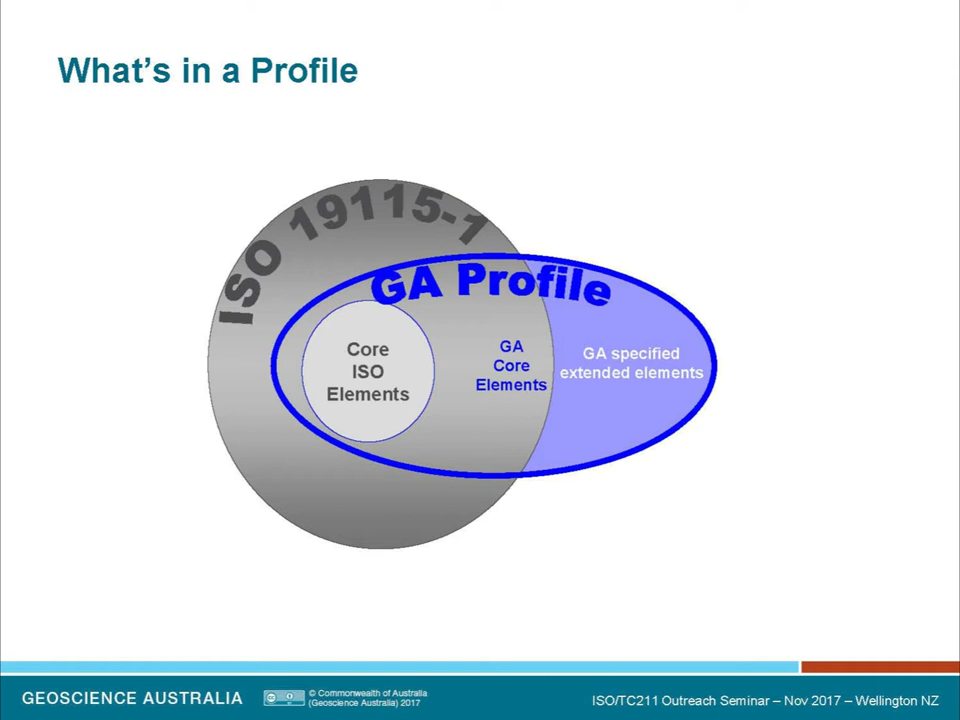 What's in a Profile
ISO 19115-1
GA Profile
Core
ISO
Elements
GA
Core
Elements
GA specified
extended elements
GEOSCIENCE AUSTRALIA
© Commonwealth of Australia
(Geoscience Australia) 2017
ISO/TC211 Outreach Seminar – Nov 2017 – Wellington NZ